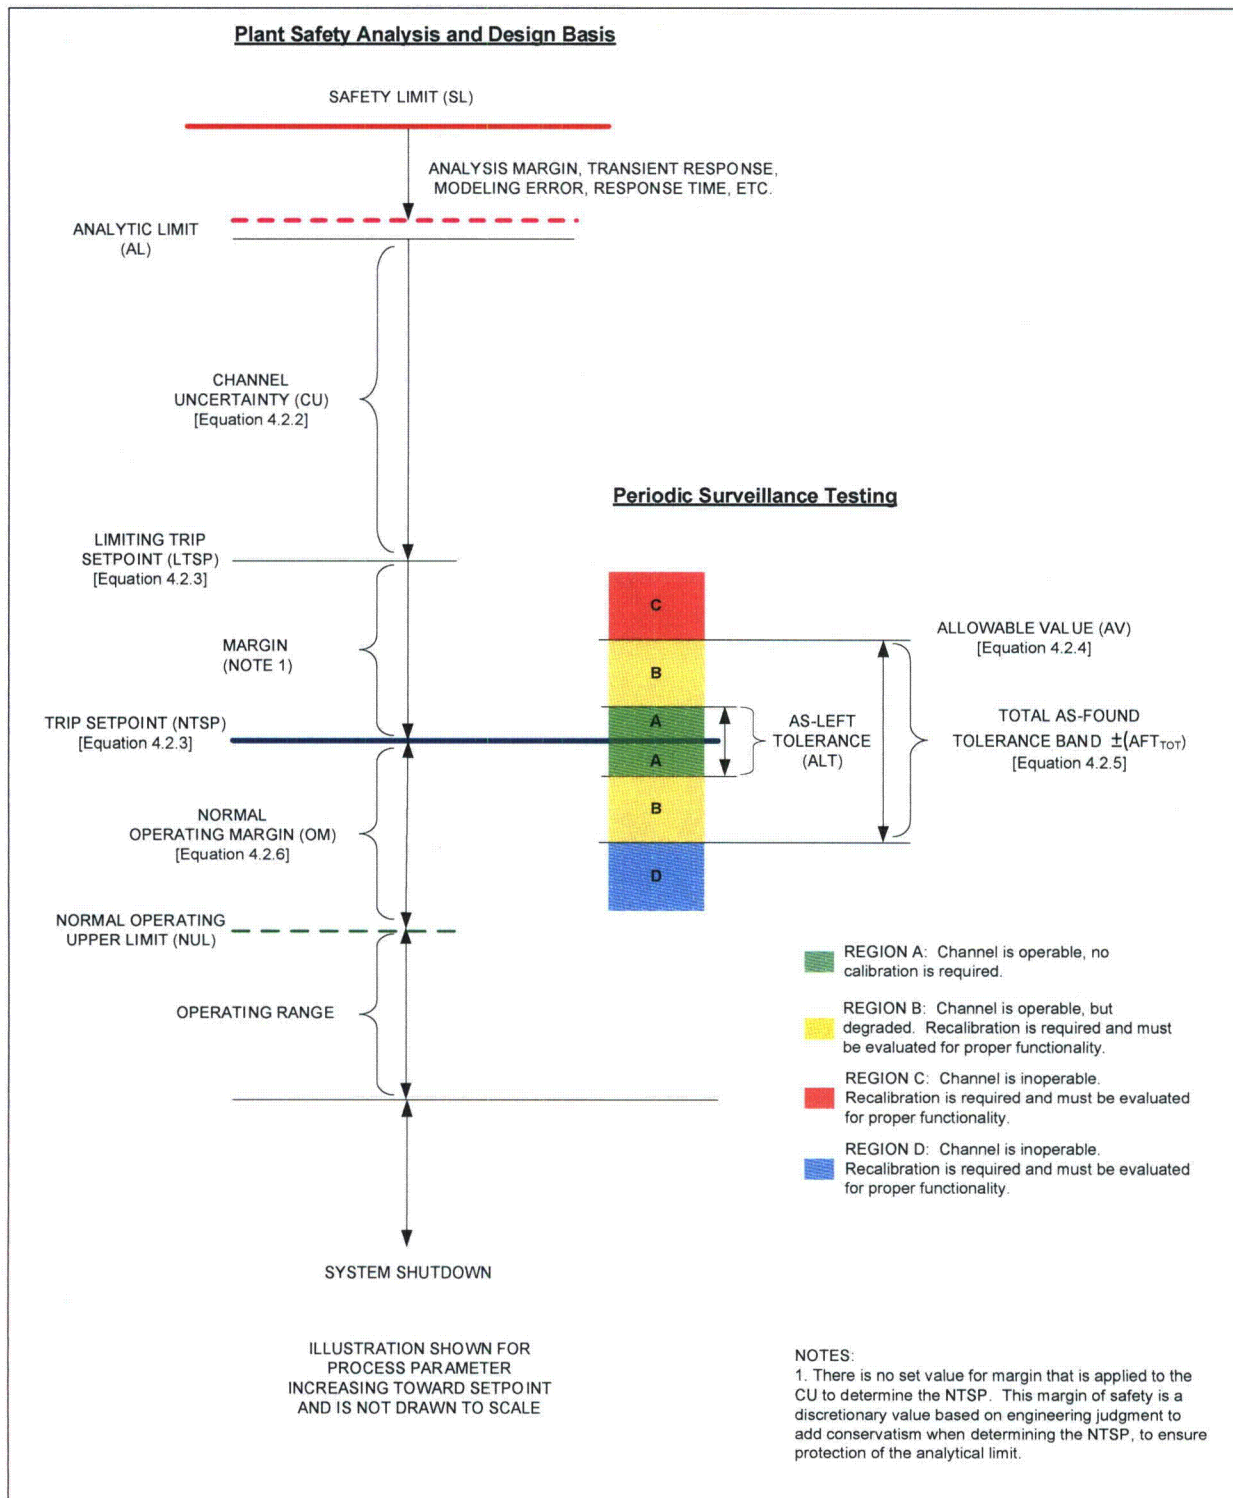 Plant Safety Analysis and Design Basis
SAFETY LIMIT (SL)
ANALYSIS MARGIN, TRANSIENT RESPONSE,
MODELING ERROR, RESPONSE TIME, ETC.
ANALYTIC LIMIT
(AL)
CHANNEL
UNCERTAINTY (CU)
[Equation 4.2.2]
Periodic Surveillance Testing
LIMITING TRIP
SETPOINT (LTSP)
[Equation 4.2.3]
C
ALLOWABLE VALUE (AV)
[Equation 4.2.4]
MARGIN
(NOTE 1)
B
TRIP SETPOINT (NTSP)
[Equation 4.2.3]
A
A
AS-LEFT
TOLERANCE
(ALT)
TOTAL AS-FOUND
TOLERANCE BAND ±(AFTTOT)
[Equation 4.2.5]
NORMAL
OPERATING MARGIN (OM)
[Equation 4.2.6]
B
D
NORMAL OPERATING
UPPER LIMIT (NUL)
OPERATING RANGE
REGION A: Channel is operable, no
calibration is required.
REGION B: Channel is operable, but
degraded. Recalibration is required and must
be evaluated for proper functionality.
REGION C: Channel is inoperable.
Recalibration is required and must be evaluated
for proper functionality.
REGION D: Channel is inoperable.
Recalibration is required and must be evaluated
for proper functionality.
SYSTEM SHUTDOWN
ILLUSTRATION SHOWN FOR
PROCESS PARAMETER
INCREASING TOWARD SETPOINT
AND IS NOT DRAWN TO SCALE
NOTES:
1. There is no set value for margin that is applied to the
CU to determine the NTSP. This margin of safety is a
discretionary value based on engineering judgment to
add conservatism when determining the NTSP, to ensure
protection of the analytical limit.